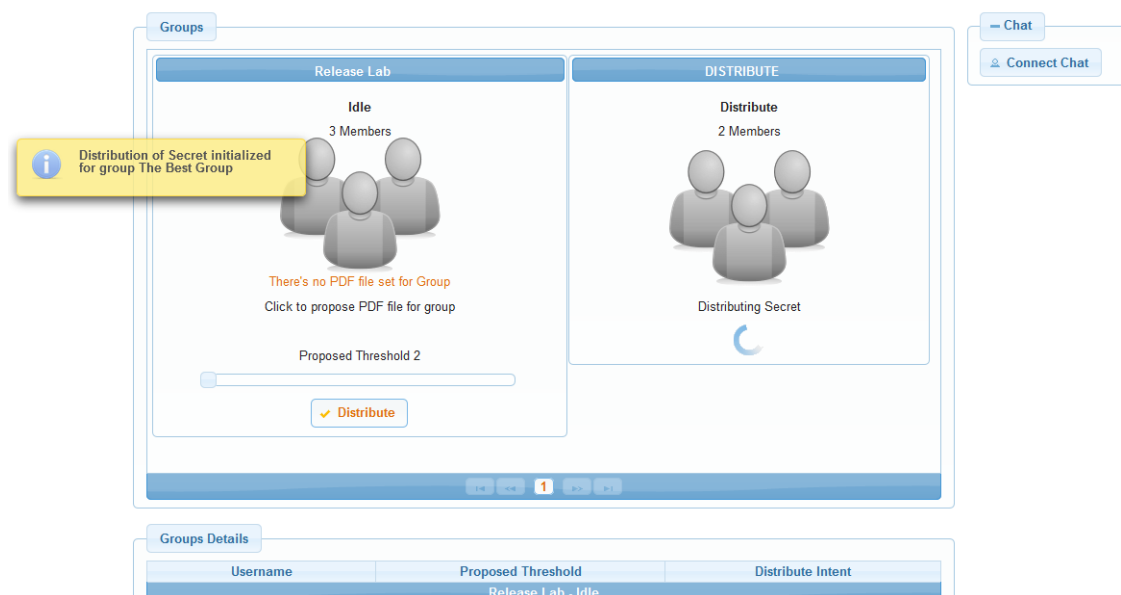 Groups
Chat
Connect Chat
Release Lab
DISTRIBUTE
Idle
Distribute
3 Members
2 Members
Distribution of Secret initialized
for group The Best Group
There's no PDF file set for Group
Click to propose PDF file for group
Distributing Secret
Proposed Threshold 2
Distribute
1
Groups Details
Username
Proposed Threshold
Distribute Intent
Release Lab - Idle